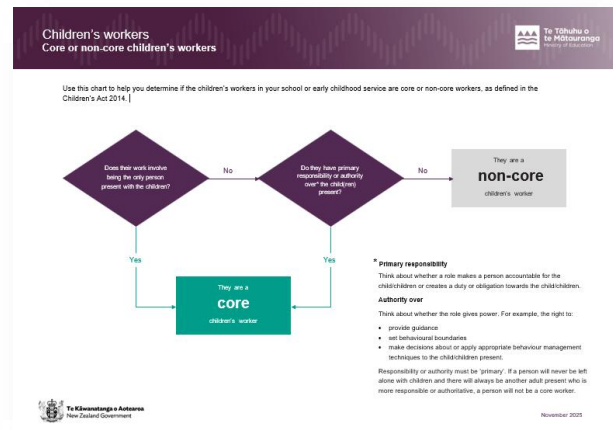 Children's workers
Core or non-core children's workers
Te Tāhuhu o
te Mātauranga
Ministry of Education
Use this chart to help you determine if the children's workers in your school or early childhood service are core or non-core workers, as defined in the
Children's Act 2014.
Does their work involve
being the only person
present with the children?
No
Do they have primary
responsibility or authority
over* the child(ren)
present?
No
They are a
non-core
children's worker
Yes
Yes
They are a
core
children's worker
* Primary responsibility
Think about whether a role makes a person accountable for the
child/children or creates a duty or obligation towards the child/children.
Authority over
Think about whether the role gives power. For example, the right to:
• provide guidance
• set behavioural boundaries
• make decisions about or apply appropriate behaviour management
techniques to the child/children present.
Responsibility or authority must be 'primary'. If a person will never be left
alone with children and there will always be another adult present who is
more responsible or authoritative, a person will not be a core worker.
Te Kāwanatanga o Aotearoa
New Zealand Government
November 2025